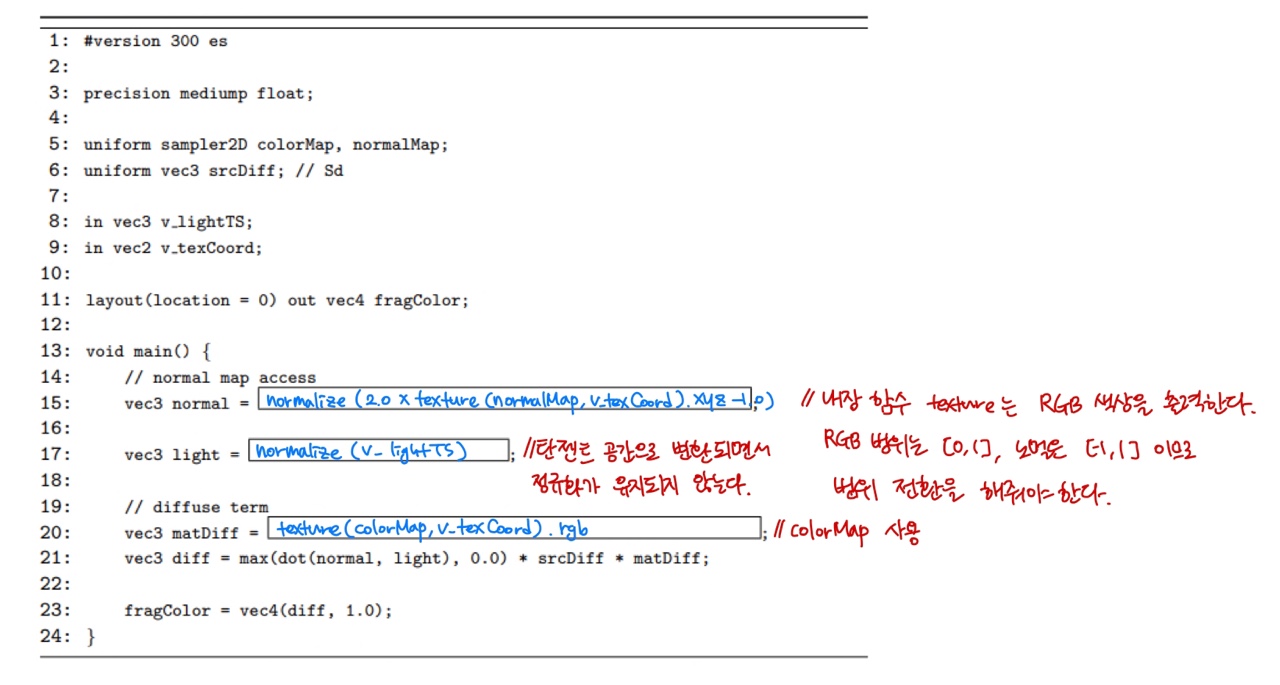 1: #version 300 es
2:
3: precision mediump float;
4:
5: uniform sampler2D colorMap, normalMap;
6: uniform vec3 srcDiff; // Sd
7:
8: in vec3 v_lightTS;
9: in vec2 v_texCoord;
10:
11: layout(location = 0) out vec4 fragColor;
12:
13: void main() {
14: // normal map access
15: vec3 normal = normalize (2.0 × texture (normalMap, v_texCoord).xyz -1.0) // 내장 함수 texture는 RGB 색상을 출력한다.
16:
RGB 범위는 [0,1], 노멀은 [-1,1] 이므로
17: vec3 light = normalize (v_lightTS) ; //탄젠트 공간으로 변환되면서
18:
정규화가 유지되지 않는다. 범위 전환을 해줘야한다.
19: // diffuse term
20: vec3 matDiff = texture(colorMap, v_texCoord).rgb ; // colorMap 사용
21: vec3 diff = max(dot(normal, light), 0.0) * srcDiff * matDiff;
22:
23: fragColor = vec4(diff, 1.0);
24: }